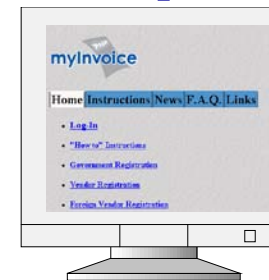 myInvoice
Home Instructions News F.A.Q. Links
Log-In
"How to" Instructions
Government Registration
Vendor Registration
Foreign Vendor Registration